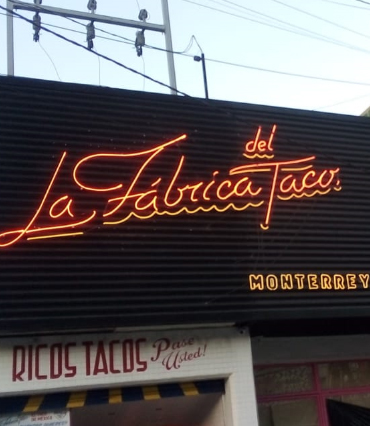 La Fábrica del Taco
MONTERREY
RICOS TACOS Pase Usted!